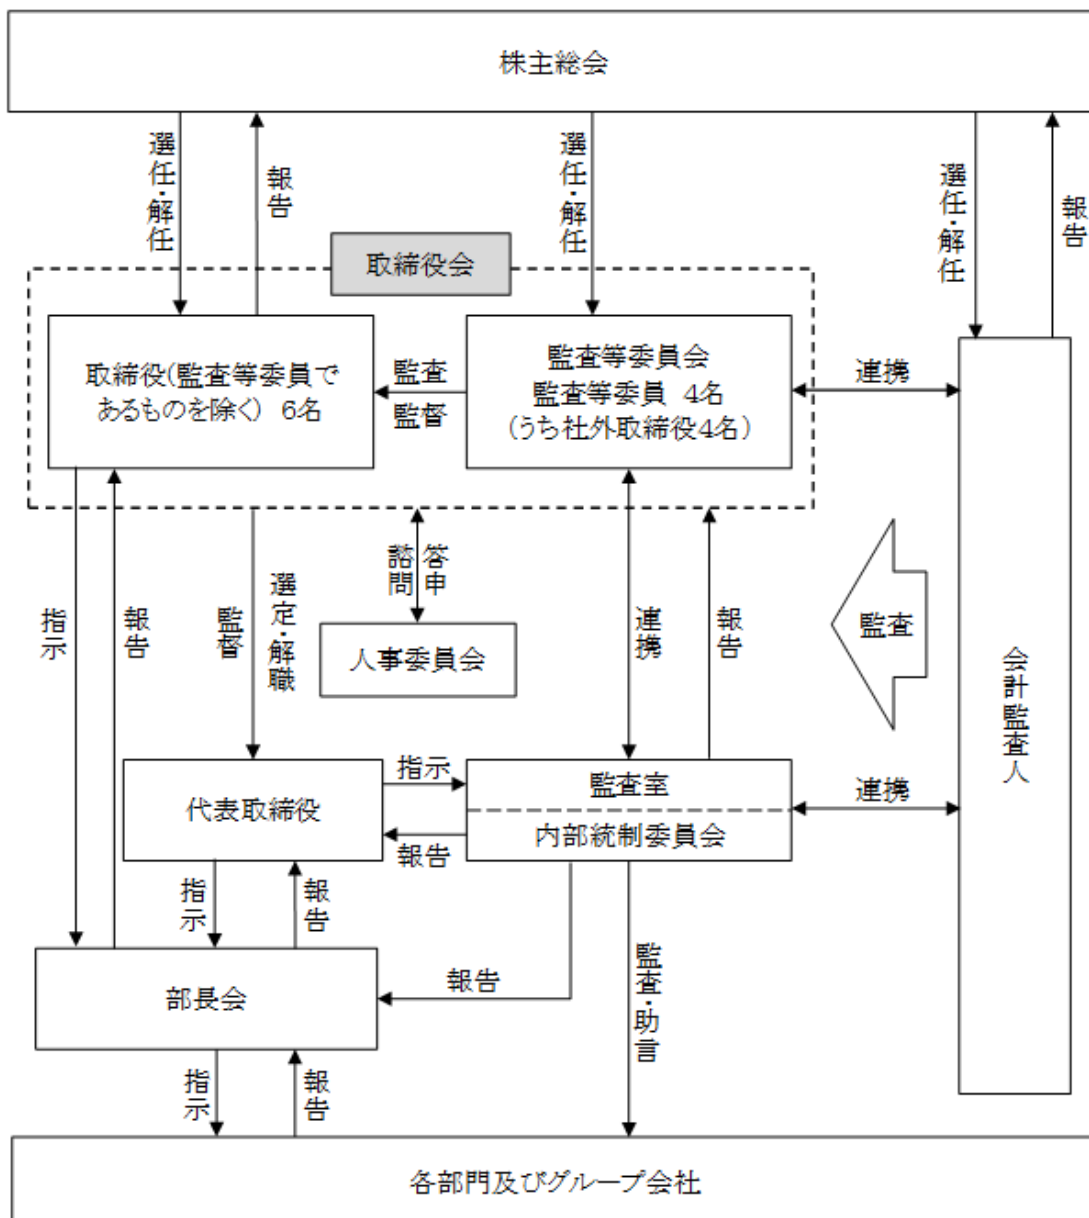 株主総会
選任・解任
報告
選任・解任
選任・解任
報告
取締役会
取締役(監査等委員で
あるものを除く) 6名
監査
監督
監査等委員会
監査等委員 4名
(うち社外取締役4名)
連携
指示
報告
監督
選定・解職
諮問
答申
人事委員会
連携
報告
監査
会計監査人
代表取締役
指示
報告
監査室
内部統制委員会
連携
指示
報告
部長会
報告
監査・助言
指示
報告
各部門及びグループ会社